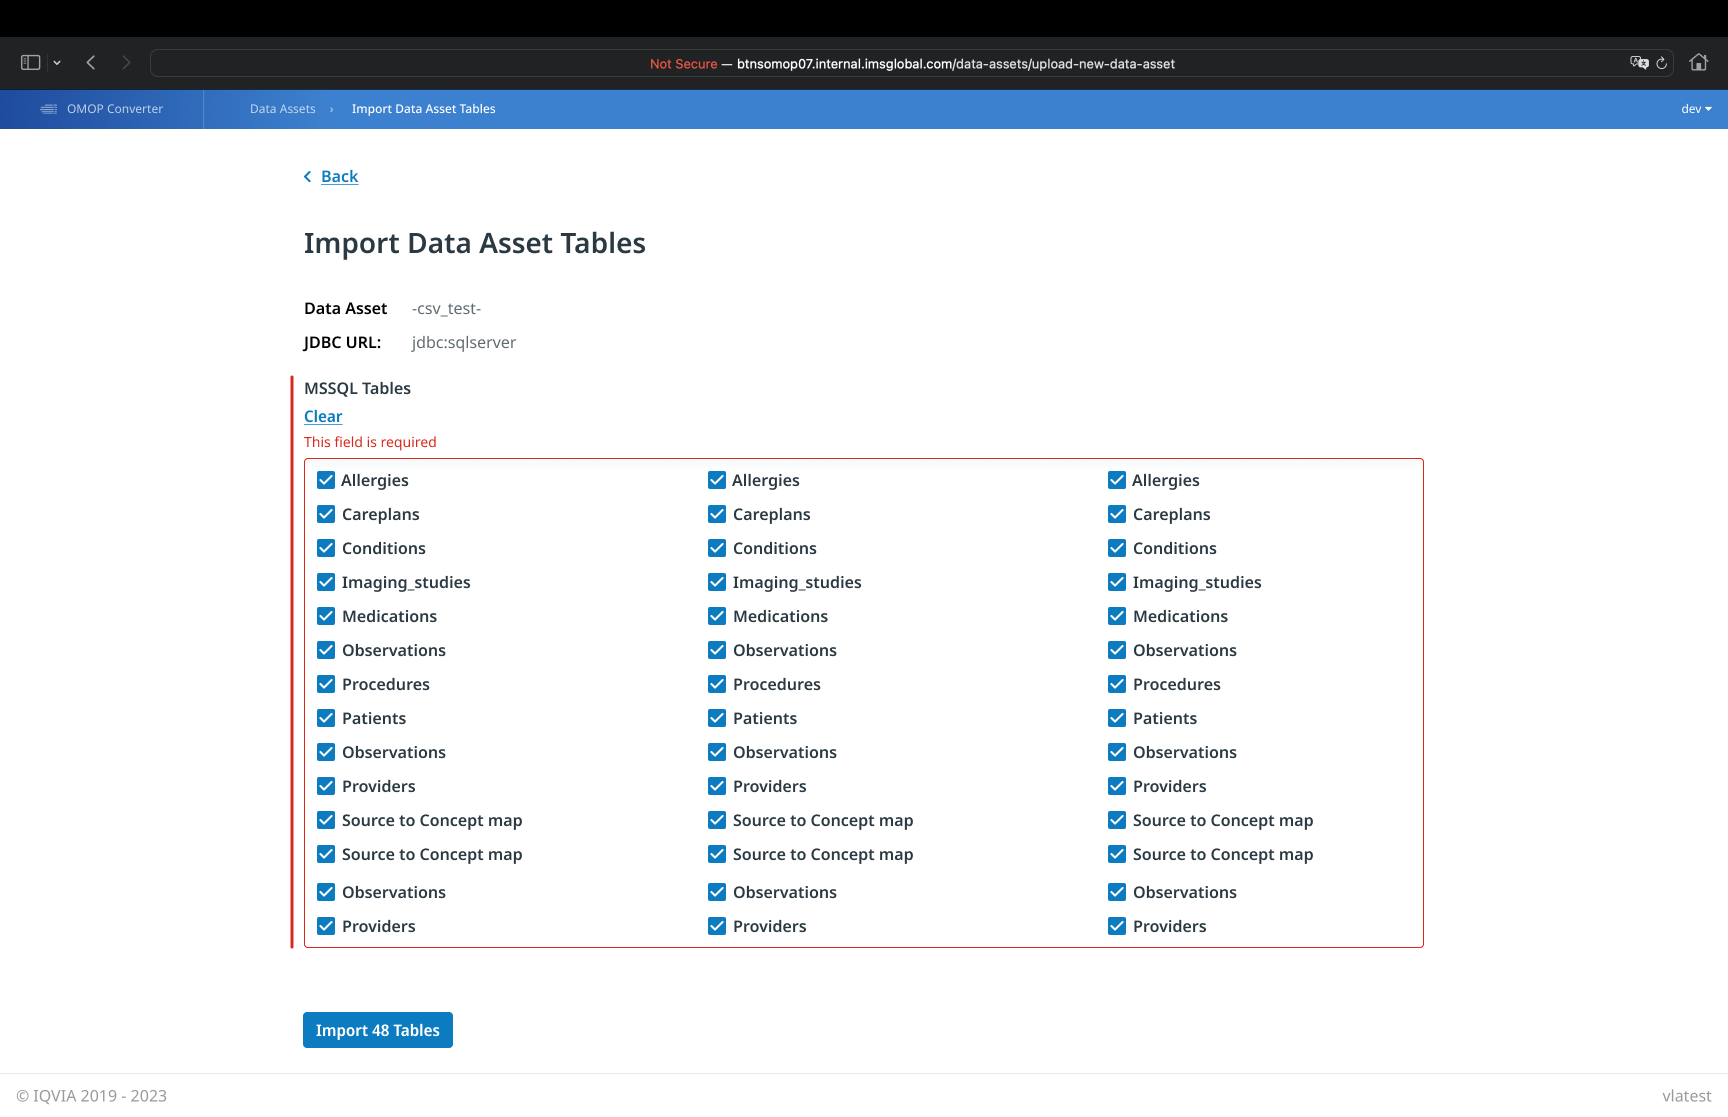 Not Secure — btnsomop07.internal.imsglobal.com/data-assets/upload-new-data-asset
OMOP Converter
Data Assets › Import Data Asset Tables
dev
Back
Import Data Asset Tables
Data Asset -csv_test-
JDBC URL: jdbc:sqlserver
MSSQL Tables
Clear
This field is required
Allergies Allergies Allergies
Careplans Careplans Careplans
Conditions Conditions Conditions
Imaging_studies Imaging_studies Imaging_studies
Medications Medications Medications
Observations Observations Observations
Procedures Procedures Procedures
Patients Patients Patients
Observations Observations Observations
Providers Providers Providers
Source to Concept map Source to Concept map Source to Concept map
Source to Concept map Source to Concept map Source to Concept map
Observations Observations Observations
Providers Providers Providers
Import 48 Tables
© IQVIA 2019 - 2023
vlatest